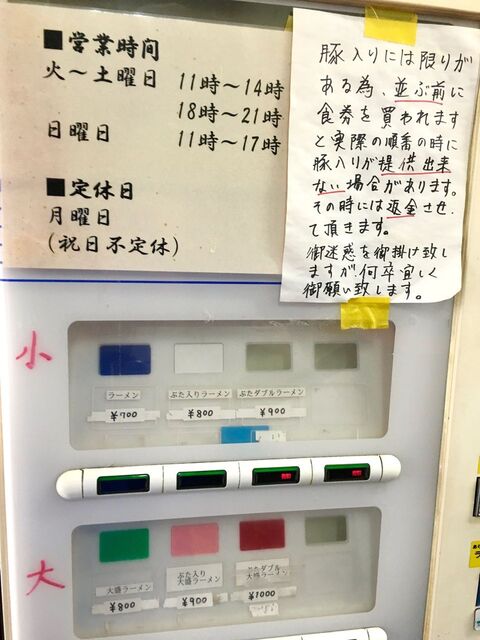 ■営業時間
火～土曜日 11時～14時
18時～21時
日曜日 11時～17時
■定休日
月曜日
(祝日不定休)
豚入りには限りが
ある為、並ぶ前に
食券を買われます
と実際の順番の時に
豚入りが提供出来
ない場合があります。
その時には返金させ
て頂きます。
御迷惑を御掛け致し
ますが何卒宜しく
御願い致します。
小
ラーメン
¥700
ぶた入りラーメン
¥800
ぶたダブルラーメン
¥900
大
大盛ラーメン
¥800
ぶた入り
大盛ラーメン
¥900
ぶたダブル
大盛ラーメン
¥1000